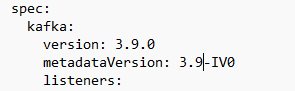 spec:
  kafka:
    version: 3.9.0
    metadataVersion: 3.9-IV0
    listeners: